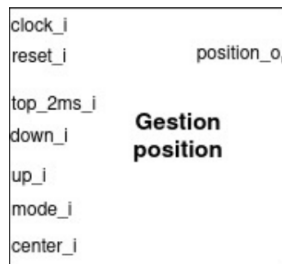 clock_i
reset_i
position_o
top_2ms_i
down_i
Gestion
position
up_i
mode_i
center_i